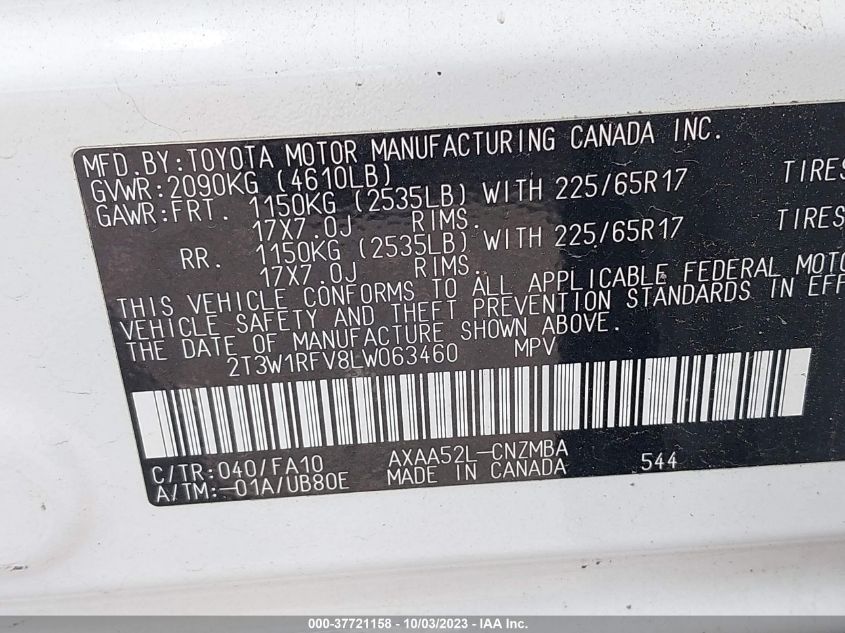 MFD.BY:TOYOTA MOTOR MANUFACTURING CANADA INC.
GVWR:2090KG (4610LB)
GAWR:FRT. 1150KG (2535LB) WITH 225/65R17 TIRES
17X7.0J RIMS.
RR. 1150KG (2535LB) WITH 225/65R17 TIRES
17X7.0J RIMS.
THIS VEHICLE CONFORMS TO ALL APPLICABLE FEDERAL MOTO
VEHICLE SAFETY AND THEFT PREVENTION STANDARDS IN EFF
THE DATE OF MANUFACTURE SHOWN ABOVE.
2T3W1RFV8LW063460 MPV
C/TR:040/FA10 AXAA52L-CNZMBA 544
A/TM:-01A/UB80E MADE IN CANADA
000-37721158 - 10/03/2023 - IAA Inc.